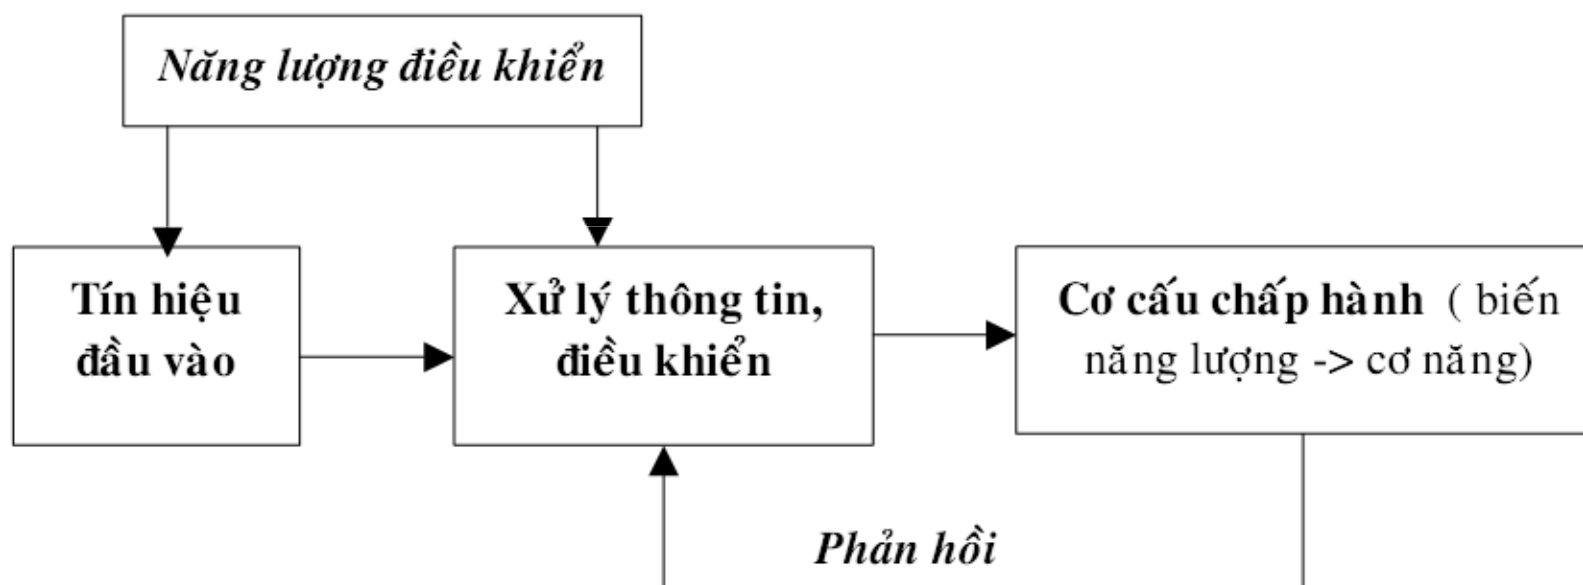 Năng lượng điều khiển
Tín hiệu
đầu vào
Xử lý thông tin,
điều khiển
Cơ cấu chấp hành ( biến
năng lượng -> cơ năng)
Phản hồi